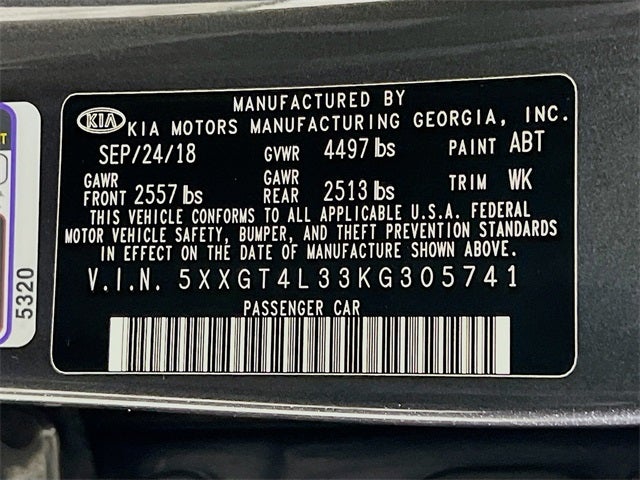 MANUFACTURED BY
KIA KIA MOTORS MANUFACTURING GEORGIA, INC.
SEP/24/18 GVWR 4497 lbs PAINT ABT
GAWR FRONT 2557 lbs GAWR REAR 2513 lbs TRIM WK
THIS VEHICLE CONFORMS TO ALL APPLICABLE U.S.A. FEDERAL
MOTOR VEHICLE SAFETY, BUMPER, AND THEFT PREVENTION STANDARDS
IN EFFECT ON THE DATE OF MANUFACTURE SHOWN ABOVE.
V.I.N. 5XXGT4L33KG305741
PASSENGER CAR
5320